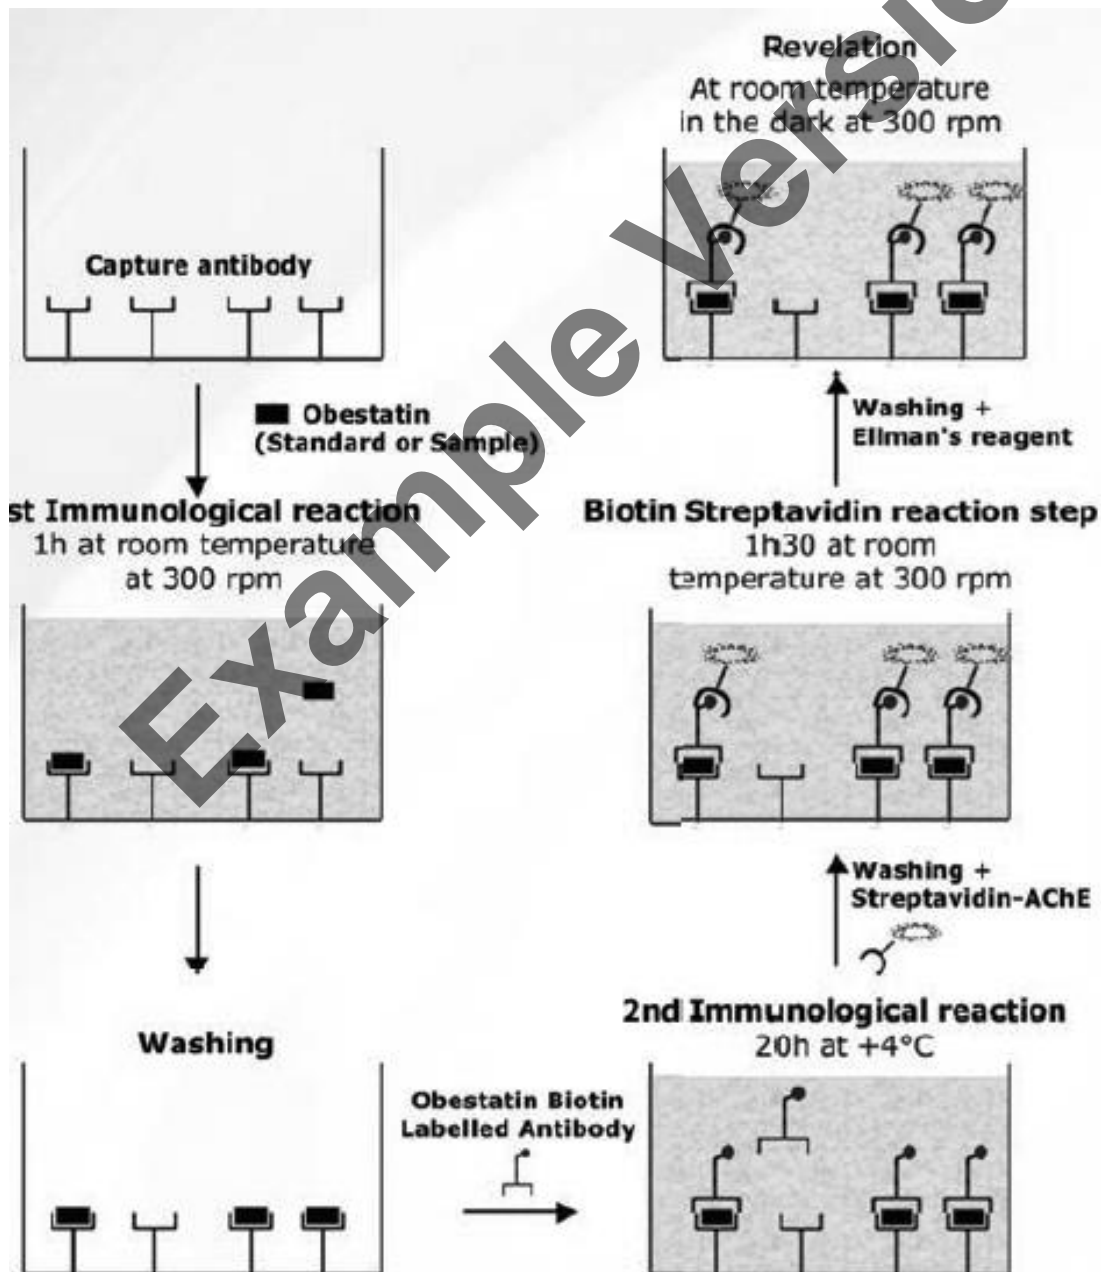 Capture antibody
Obestatin
(Standard or Sample)
st Immunological reaction
1h at room temperature
at 300 rpm
Washing
Obestatin Biotin
Labelled Antibody
2nd Immunological reaction
20h at +4°C
Washing +
Streptavidin-AChE
Biotin Streptavidin reaction step
1h30 at room
temperature at 300 rpm
Washing +
Ellman's reagent
Revelation
At room temperature
in the dark at 300 rpm
Example Versio